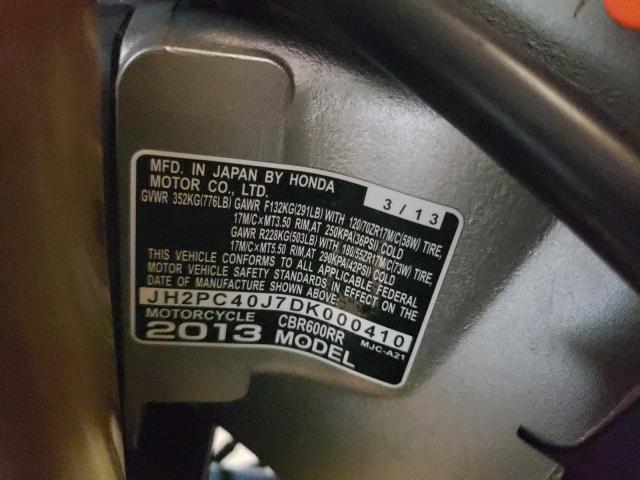 MFD. IN JAPAN BY HONDA
MOTOR CO., LTD.
3/13
GVWR 352KG(776LB) GAWR F132KG(291LB) WITH 120/70ZR17M/C(58W) TIRE,
17M/C×MT3.50 RIM, AT 250KPA(36PSI) COLD
GAWR R228KG(503LB) WITH 180/55ZR17M/C(73W) TIRE,
17M/C×MT5.50 RIM, AT 290KPA(42PSI) COLD
THIS VEHICLE CONFORMS TO ALL APPLICABLE FEDERAL
MOTOR VEHICLE SAFETY STANDARDS IN EFFECT ON THE
DATE OF MANUFACTURE SHOWN ABOVE.
JH2PC40J7DK000410
MOTORCYCLE CBR600RR MJC-A21
2013 MODEL